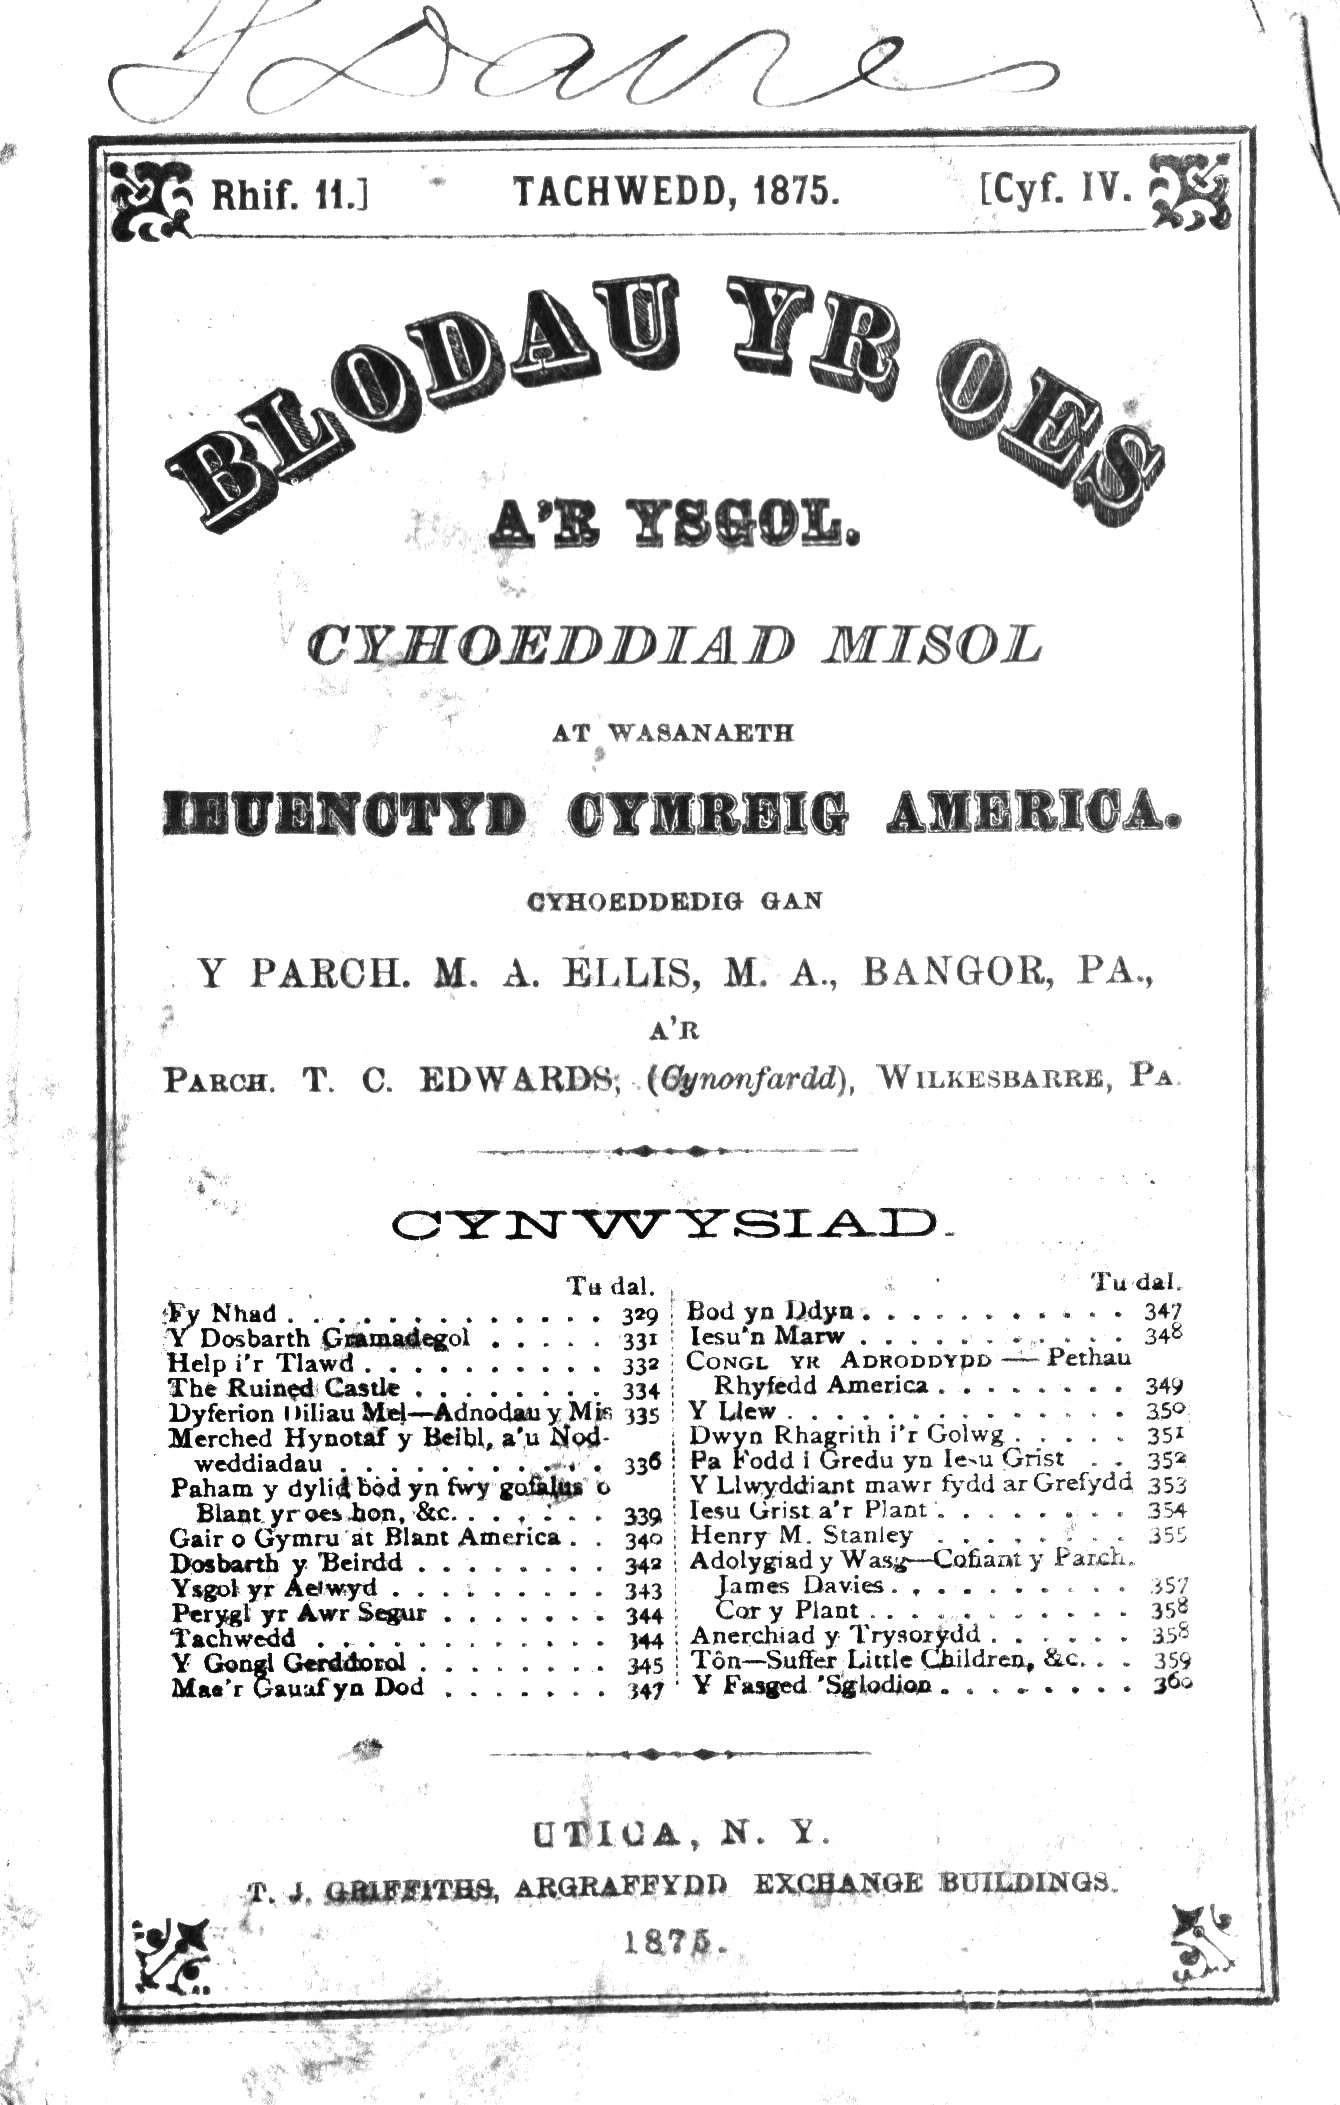 Davies
Rhif. 11.] TACHWEDD, 1875. [Cyf. IV.
BLODAU YR OES
A'R YSGOL.
CYHOEDDIAD MISOL
AT WASANAETH
IEUENCTYD CYMREIG AMERICA.
CYHOEDDEDIG GAN
Y PARCH. M. A. ELLIS, M. A., BANGOR, PA.,
A'R
PARCH. T. C. EDWARDS, (Cynonfardd), WILKESBARRE, PA.
CYNWYSIAD.
Tu dal.
Fy Nhad . . . . . . . . . . . . . 329
Y Dosbarth Gramadegol . . . . . 331
Help i'r Tlawd . . . . . . . . . . 332
The Ruined Castle . . . . . . . . 334
Dyferion Diliau Mel—Adnodau y Mis 335
Merched Hynotaf y Beibl, a'u Nod-
weddiadau . . . . . . . . . . . 336
Paham y dylid bod yn fwy gofalus o
Blant yr oes hon, &c. . . . . . . 339
Gair o Gymru at Blant America . . 340
Dosbarth y Beirdd . . . . . . . . 342
Ysgol yr Aelwyd . . . . . . . . . 343
Perygl yr Awr Segur . . . . . . . 344
Tachwedd . . . . . . . . . . . . 344
Y Gongl Gerddorol . . . . . . . . 345
Mae'r Gauaf yn Dod . . . . . . . 347
Tu dal.
Bod yn Ddyn . . . . . . . . . . . 347
Iesu'n Marw . . . . . . . . . . . 348
CONGL YR ADRODDYDD — Pethau
Rhyfedd America . . . . . . . . 349
Y Llew . . . . . . . . . . . . . . 350
Dwyn Rhagrith i'r Golwg . . . . . 351
Pa Fodd i Gredu yn Iesu Grist . . 352
Y Llwyddiant mawr fydd ar Grefydd 353
Iesu Grist a'r Plant . . . . . . . . 354
Henry M. Stanley . . . . . . . . 355
Adolygiad y Wasg—Cofiant y Parch.
James Davies . . . . . . . . . . 357
Cor y Plant . . . . . . . . . . . 358
Anerchiad y Trysorydd . . . . . . 358
Tôn—Suffer Little Children, &c. . . 359
Y Fasged 'Sglodion . . . . . . . . 360
UTICA, N. Y.
T. J. GRIFFITHS, ARGRAFFYDD EXCHANGE BUILDINGS.
1875.